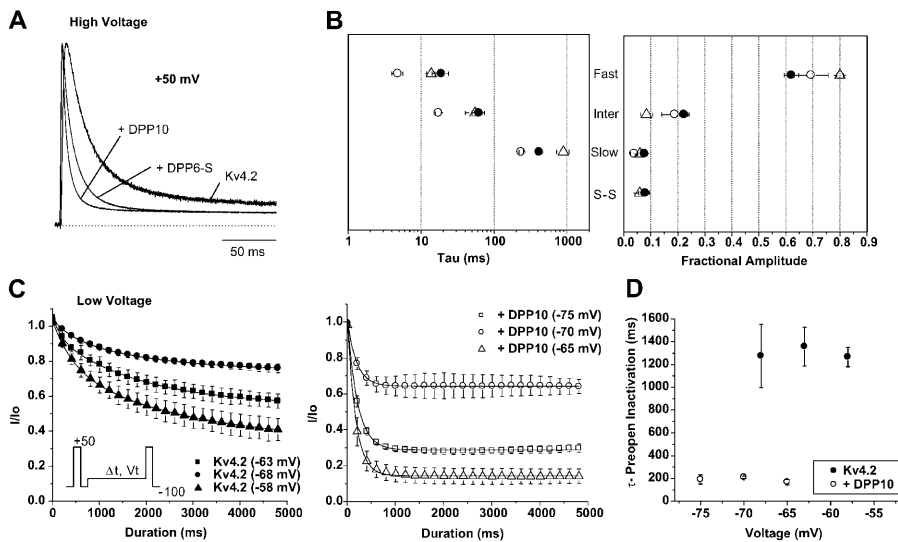 A
High Voltage
+50 mV
+ DPP10
+ DPP6-S
Kv4.2
50 ms
B
Fast
Inter
Slow
S-S
1
10
100
1000
Tau (ms)
0.0
0.1
0.2
0.3
0.4
0.5
0.6
0.7
0.8
0.9
Fractional Amplitude
C
Low Voltage
I/Io
1.0
0.8
0.6
0.4
0.2
0.0
+50
Δt, Vt
-100
Kv4.2 (-63 mV)
Kv4.2 (-68 mV)
Kv4.2 (-58 mV)
0
1000
2000
3000
4000
5000
Duration (ms)
I/Io
1.0
0.8
0.6
0.4
0.2
0.0
+ DPP10 (-75 mV)
+ DPP10 (-70 mV)
+ DPP10 (-65 mV)
0
1000
2000
3000
4000
5000
Duration (ms)
D
τ- Preopen Inactivation (ms)
1600
1400
1200
1000
800
600
400
200
0
Kv4.2
+ DPP10
-75
-70
-65
-60
-55
Voltage (mV)